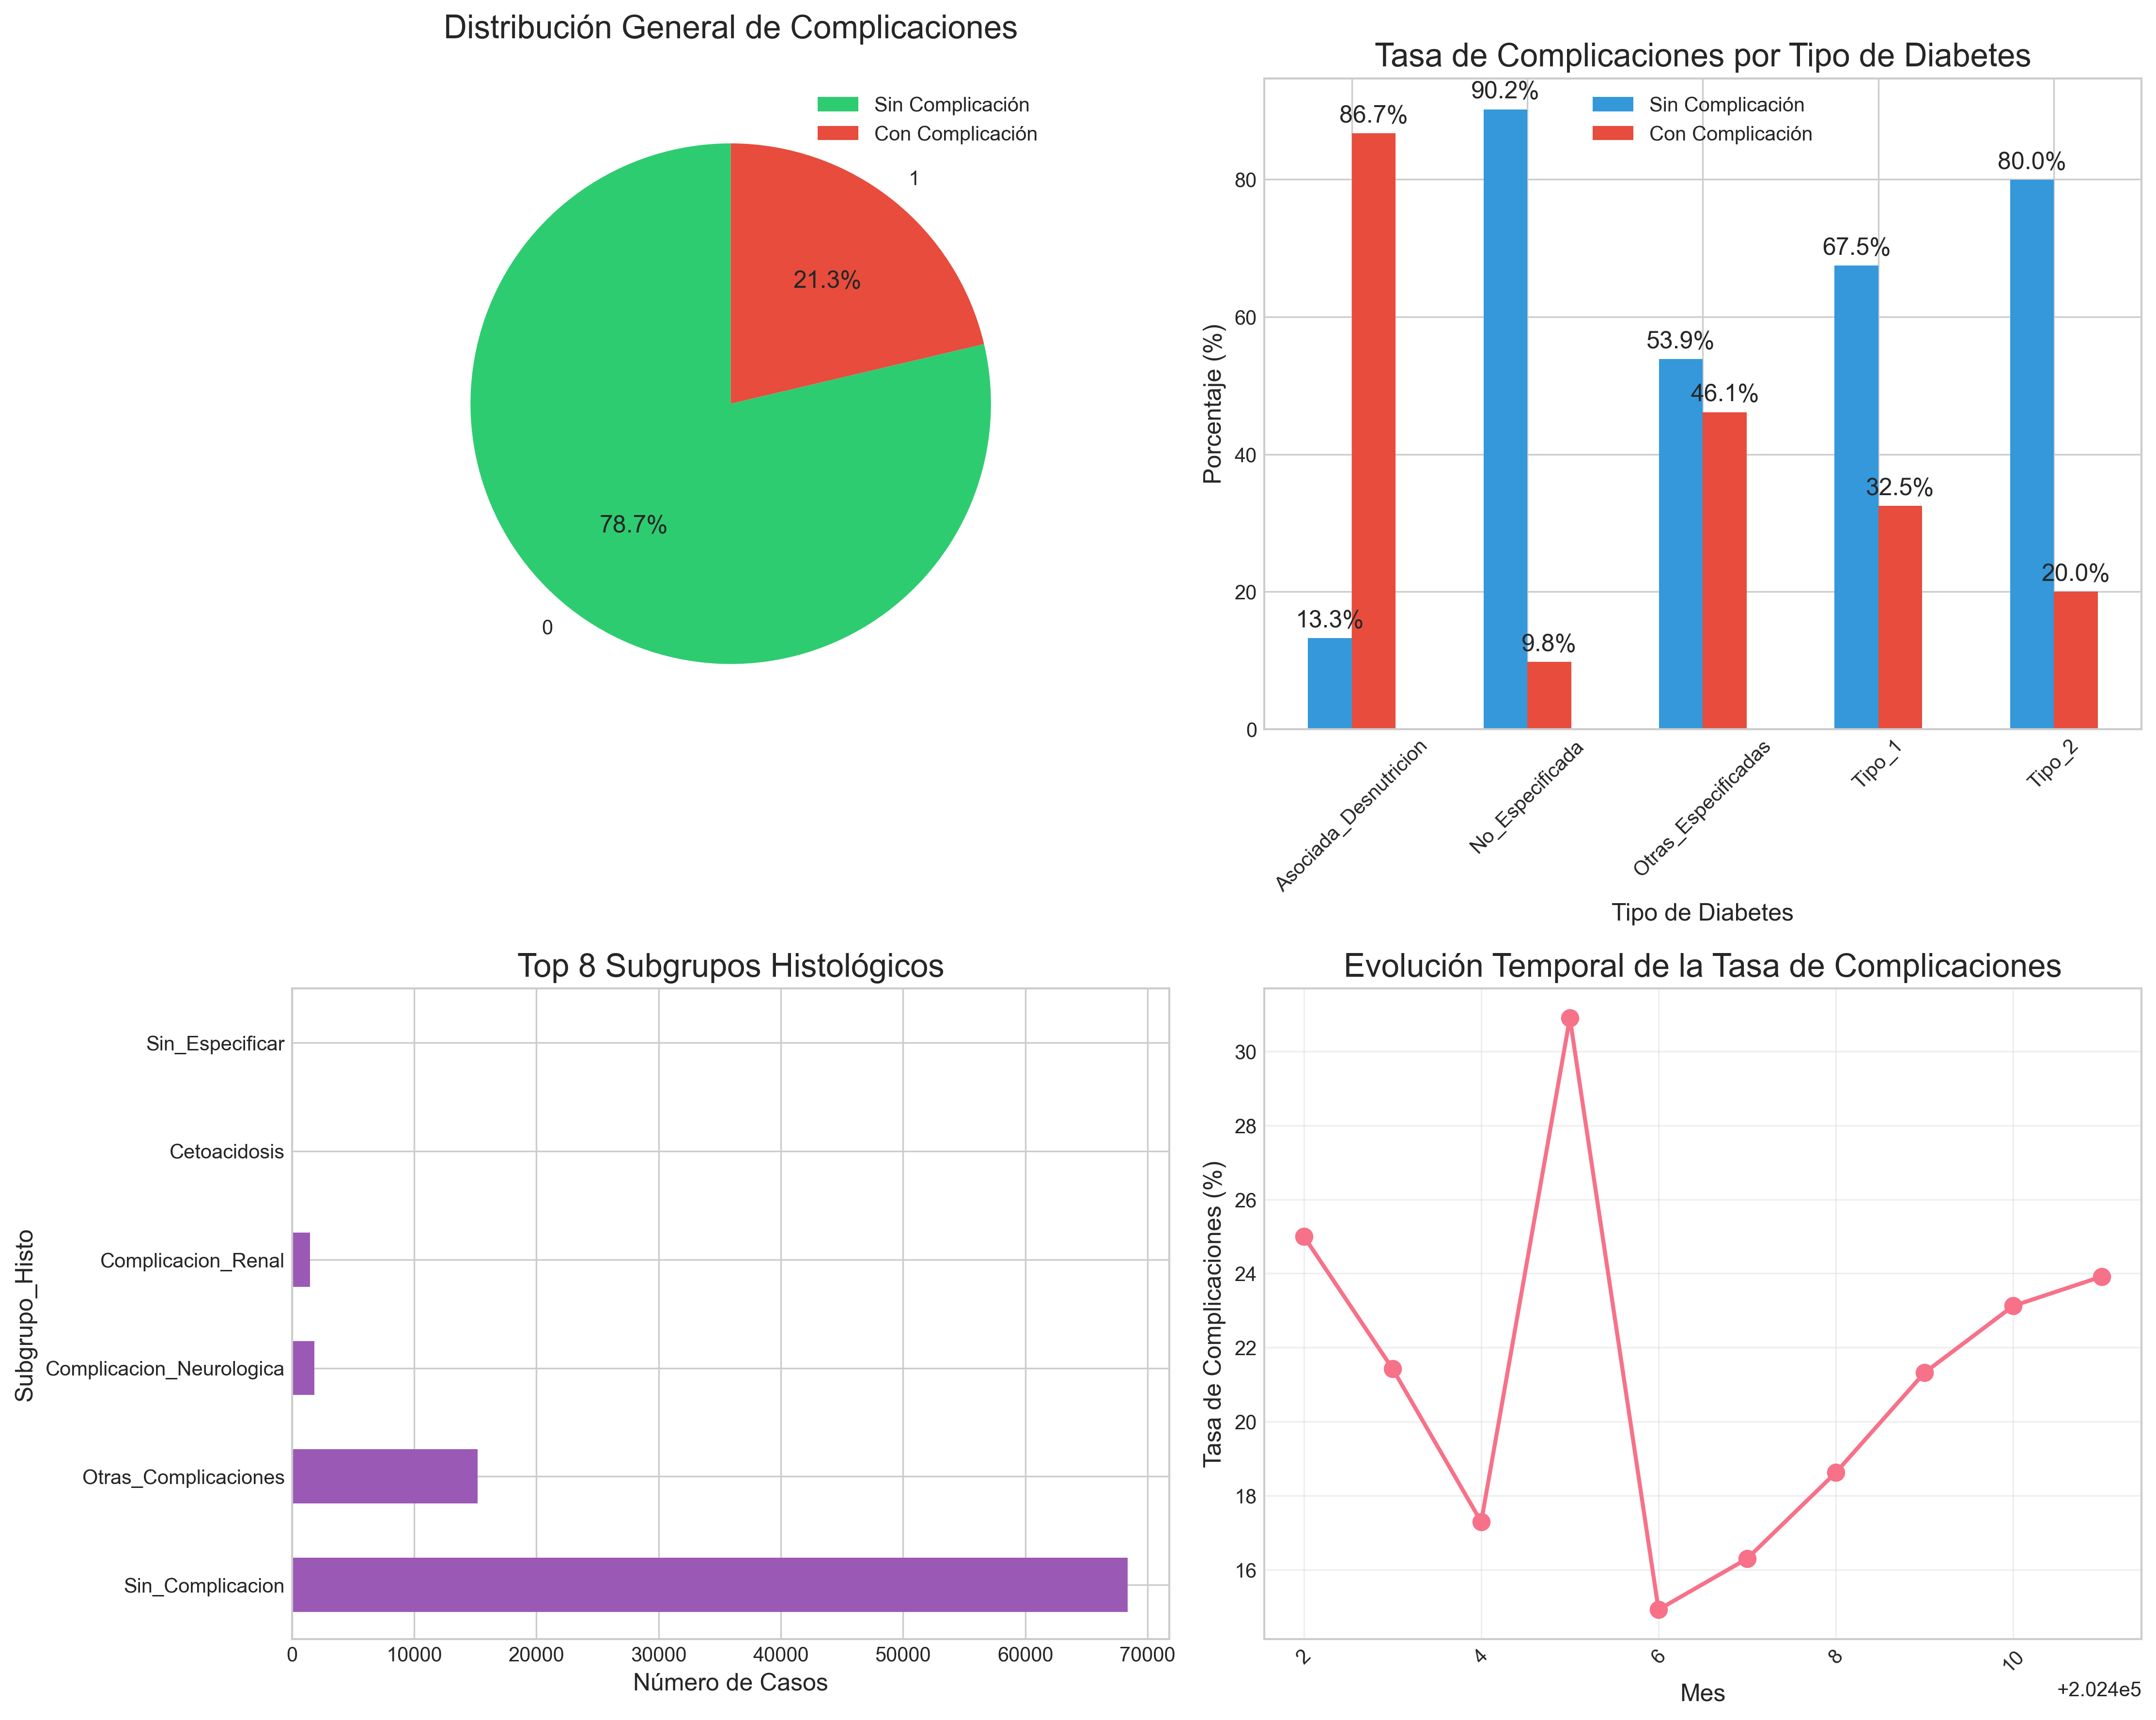 Distribución General de Complicaciones
Sin Complicación
Con Complicación
1
21.3%
78.7%
0
Tasa de Complicaciones por Tipo de Diabetes
Sin Complicación
Con Complicación
Porcentaje (%)
80
60
40
20
0
13.3%
86.7%
90.2%
9.8%
53.9%
46.1%
67.5%
32.5%
80.0%
20.0%
Asociada_Desnutricion
No_Especificada
Otras_Especificadas
Tipo_1
Tipo_2
Tipo de Diabetes
Top 8 Subgrupos Histológicos
Subgrupo_Histo
Sin_Especificar
Cetoacidosis
Complicacion_Renal
Complicacion_Neurologica
Otras_Complicaciones
Sin_Complicacion
0 10000 20000 30000 40000 50000 60000 70000
Número de Casos
Evolución Temporal de la Tasa de Complicaciones
Tasa de Complicaciones (%)
30
28
26
24
22
20
18
16
2 4 6 8 10
+2.024e5
Mes